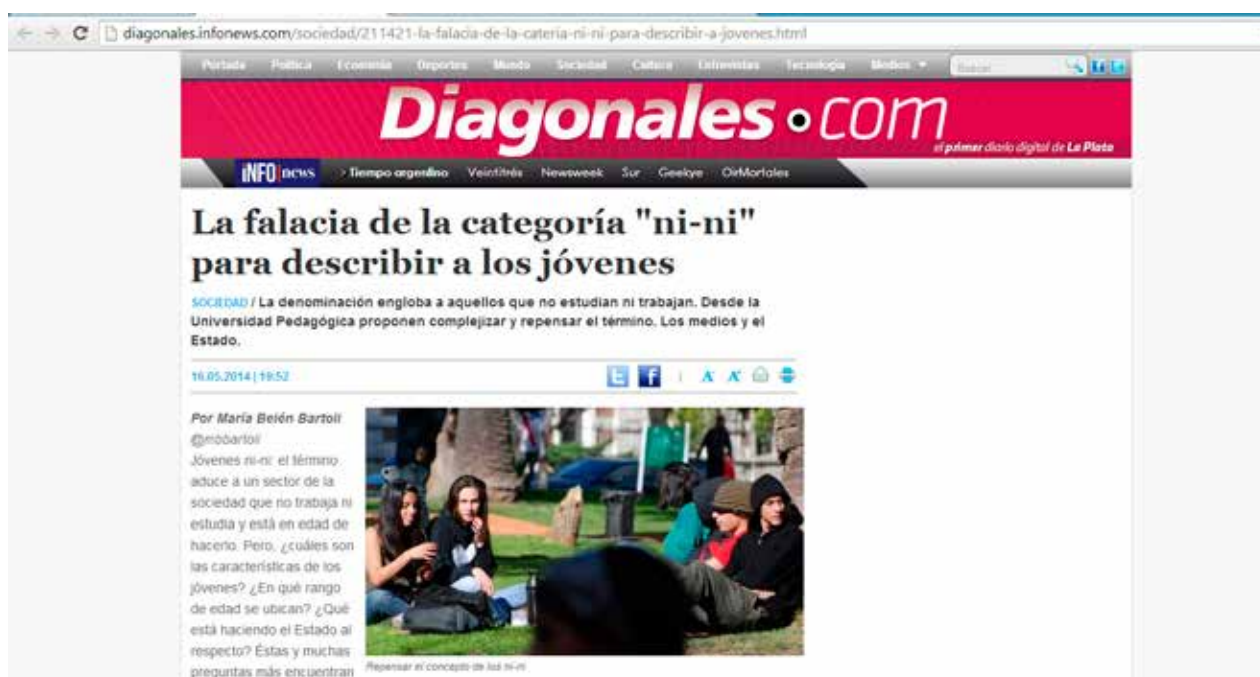 diagonales.infonews.com/sociedad/211421-la-falacia-de-la-cateria-ni-ni-para-describir-a-jovenes.html
Portada Política Economía Deportes Mundo Sociedad Cultura Entrevistas Tecnología Medios
Buscar
Diagonales.com
el primer diario digital de La Plata
iNFO news > Tiempo argentino Veintitrés Newsweek Sur Geekye OirMortales
La falacia de la categoría "ni-ni"
para describir a los jóvenes
SOCIEDAD / La denominación engloba a aquellos que no estudian ni trabajan. Desde la
Universidad Pedagógica proponen complejizar y repensar el término. Los medios y el
Estado.
16.05.2014 | 19:52
Por María Belén Bartoli
@mbbartoli
Jóvenes ni-ni: el término
aduce a un sector de la
sociedad que no trabaja ni
estudia y está en edad de
hacerlo. Pero, ¿cuáles son
las características de los
jóvenes? ¿En qué rango
de edad se ubican? ¿Qué
está haciendo el Estado al
respecto? Éstas y muchas
preguntas más encuentran
Repensar el concepto de los ni-ni